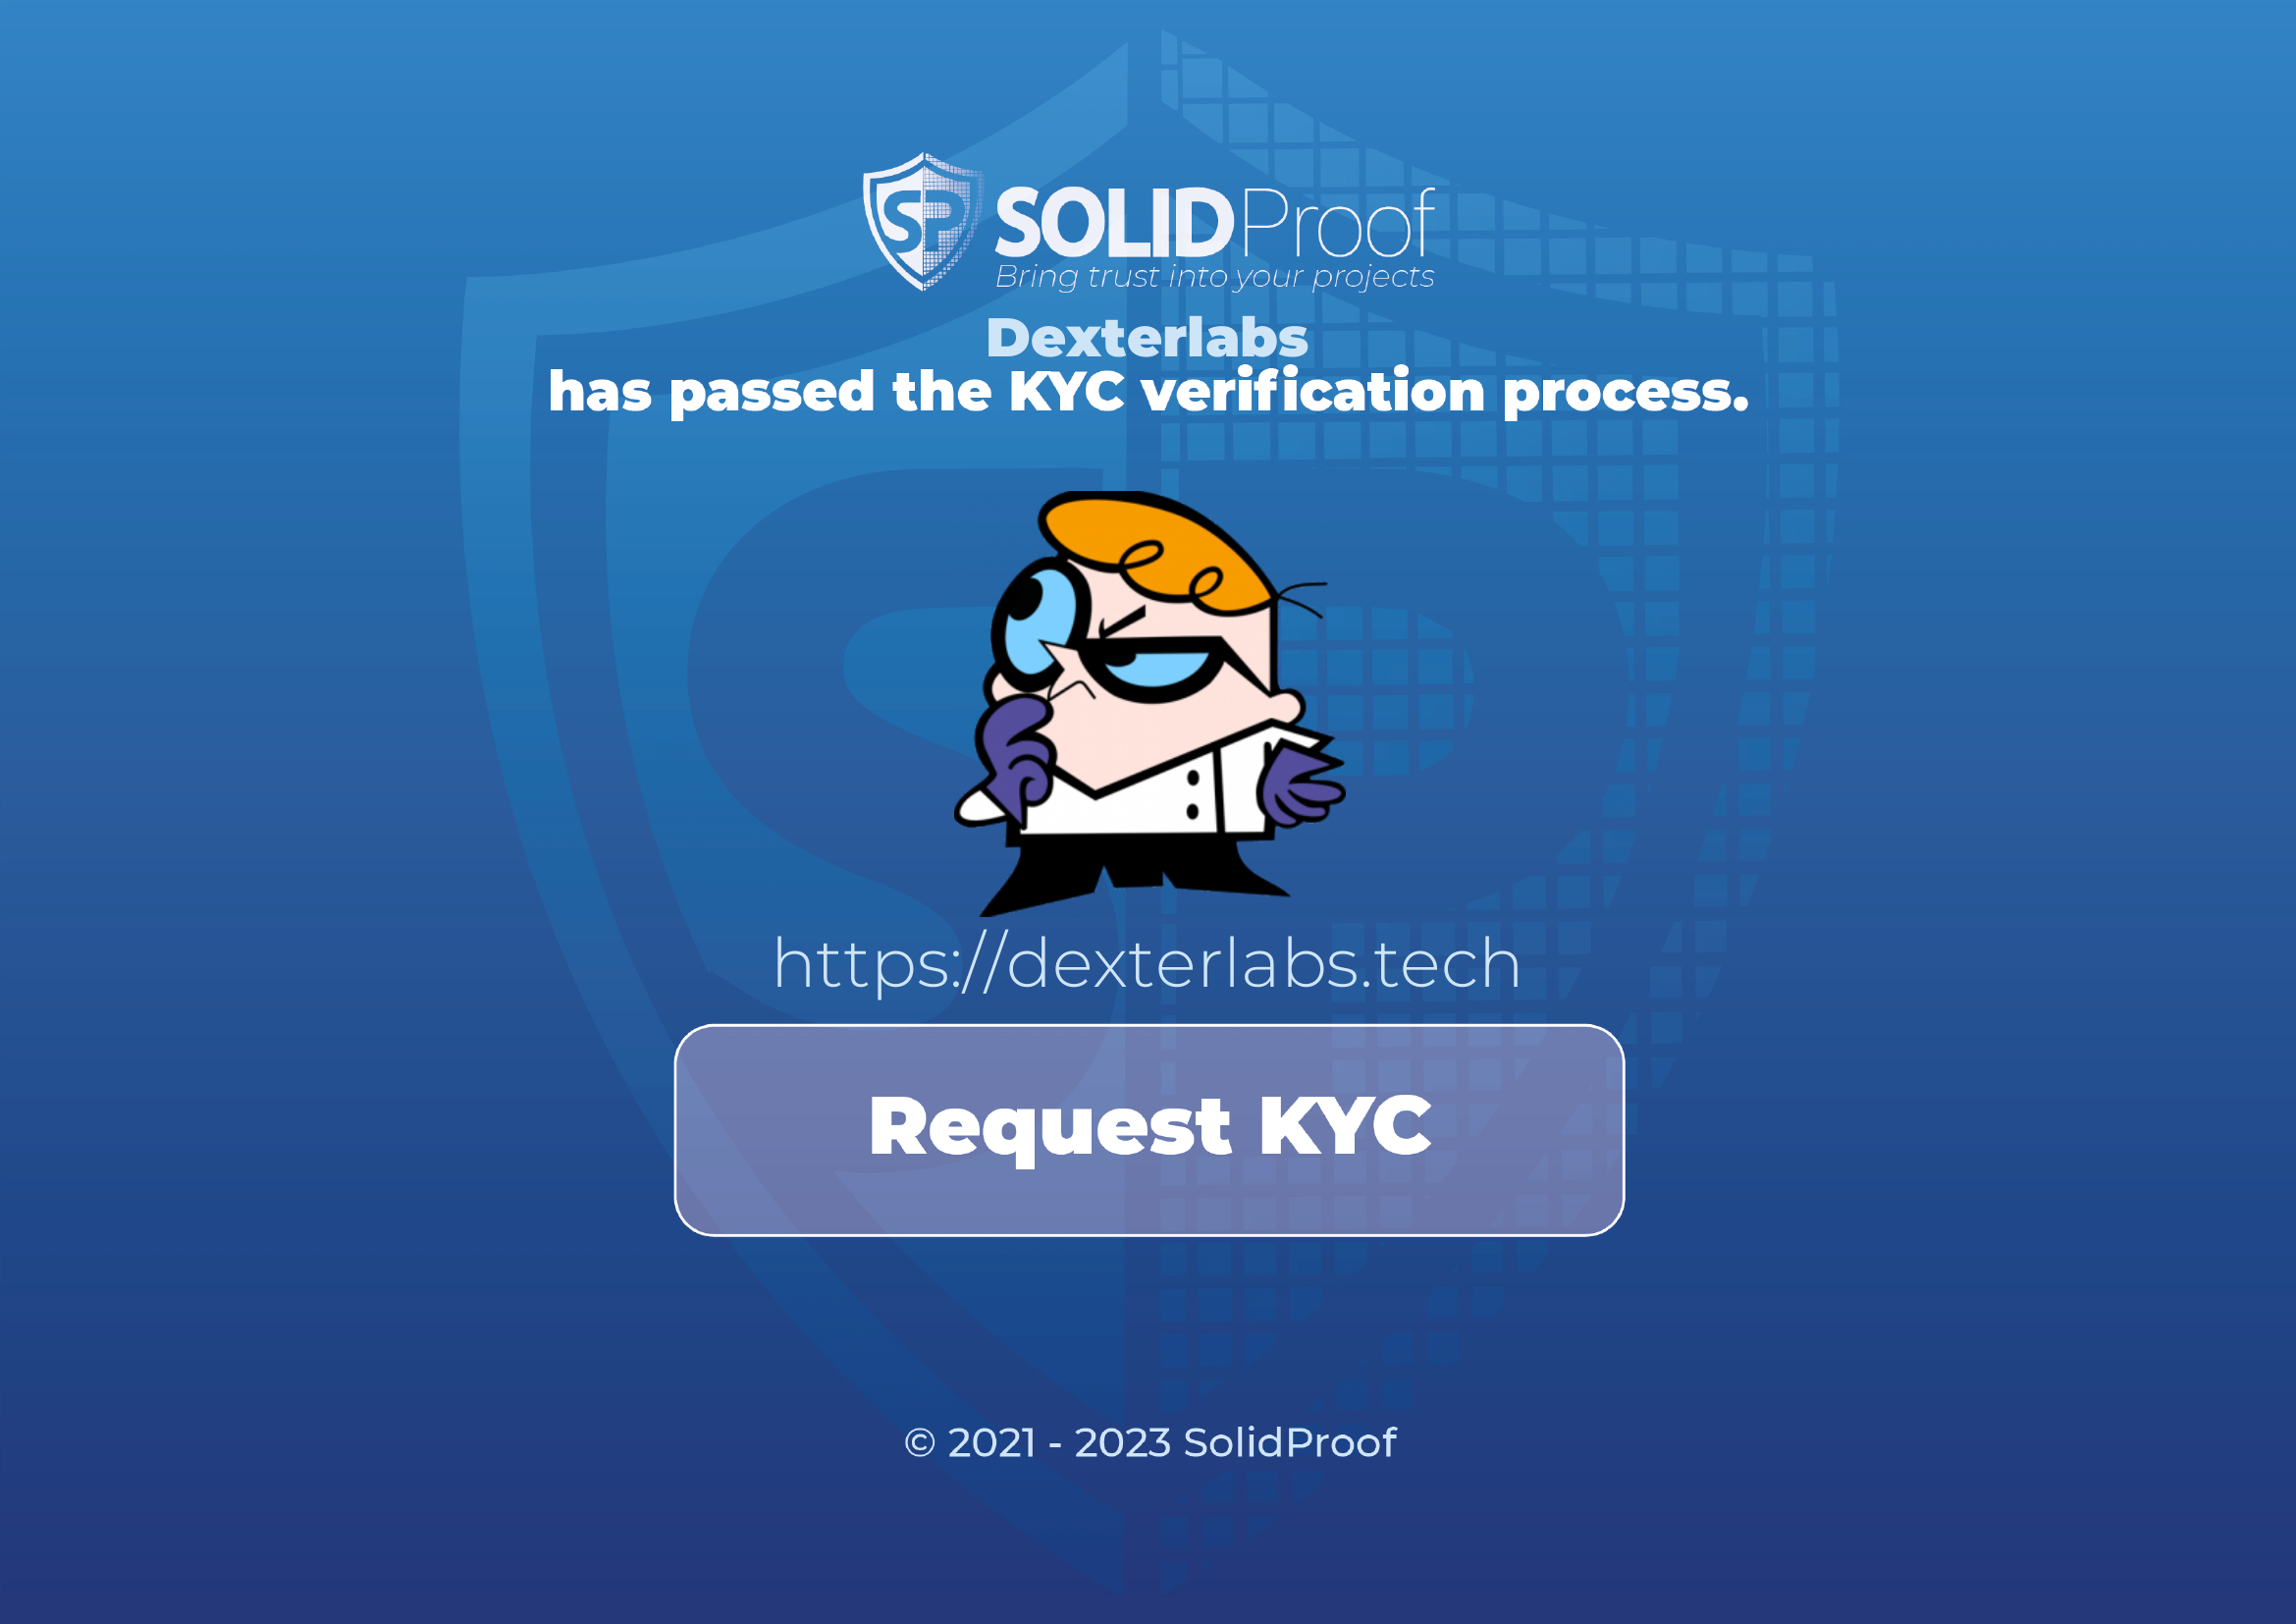 SP SOLIDProof
Bring trust into your projects
Dexterlabs
has passed the KYC verification process.
https://dexterlabs.tech
Request KYC
© 2021 - 2023 SolidProof